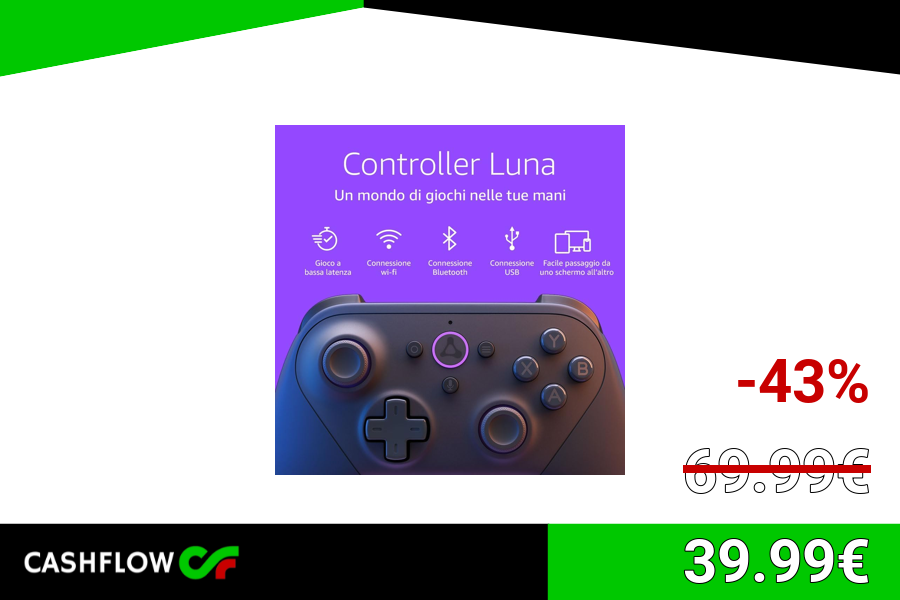 Controller Luna
Un mondo di giochi nelle tue mani
Gioco a
bassa latenza
Connessione
wi-fi
Connessione
Bluetooth
Connessione
USB
Facile passaggio da
uno schermo all'altro
Y
X
B
A
-43%
69.99€
CASHFLOW
39.99€